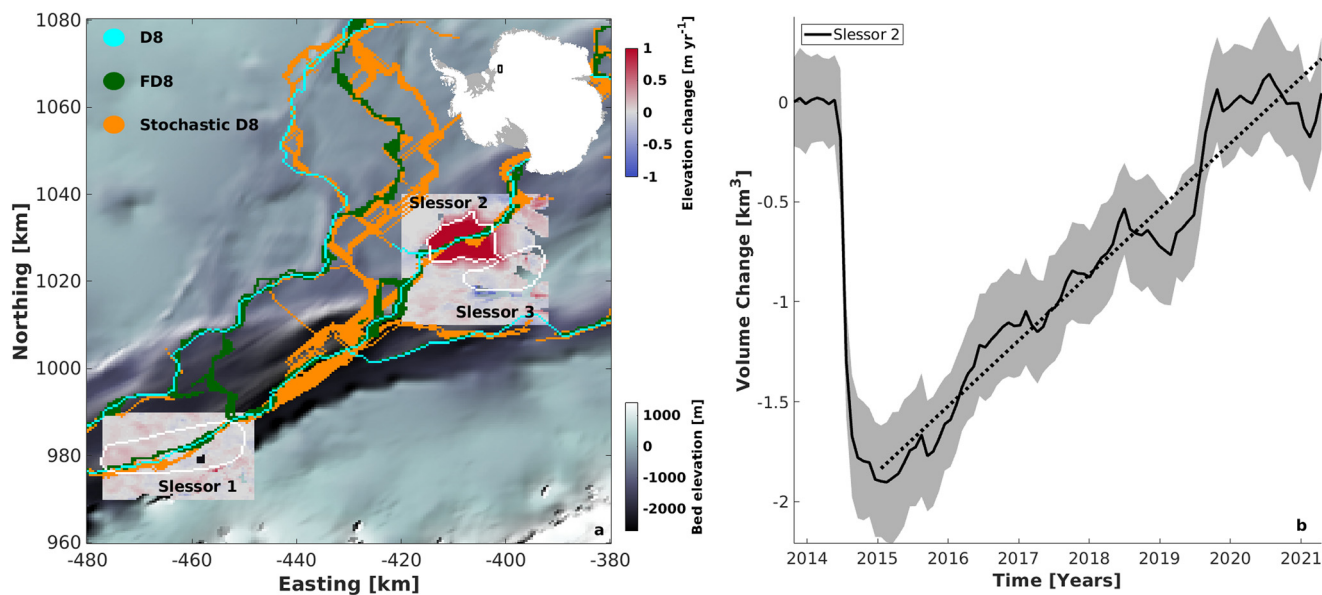 1080
1060
1040
1020
1000
980
960
Northing [km]
D8
FD8
Stochastic D8
Slessor 2
Slessor 3
Slessor 1
a
-480
-460
-440
-420
-400
-380
Easting [km]
1
0.5
0
-0.5
-1
Elevation change [m yr-1]
1000
0
-1000
-2000
Bed elevation [m]
Slessor 2
0
-0.5
-1
-1.5
-2
Volume Change [km3]
b
2014
2015
2016
2017
2018
2019
2020
2021
Time [Years]